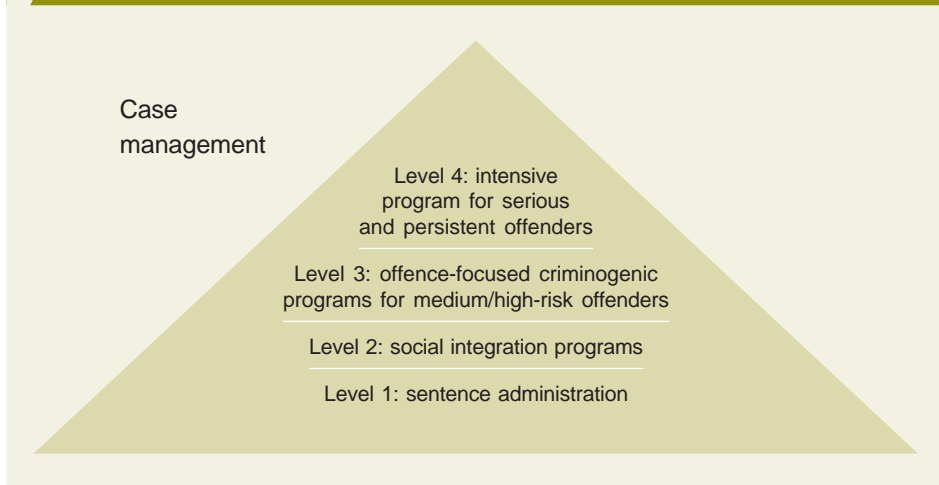 Case
management
Level 4: intensive
program for serious
and persistent offenders
Level 3: offence-focused criminogenic
programs for medium/high-risk offenders
Level 2: social integration programs
Level 1: sentence administration